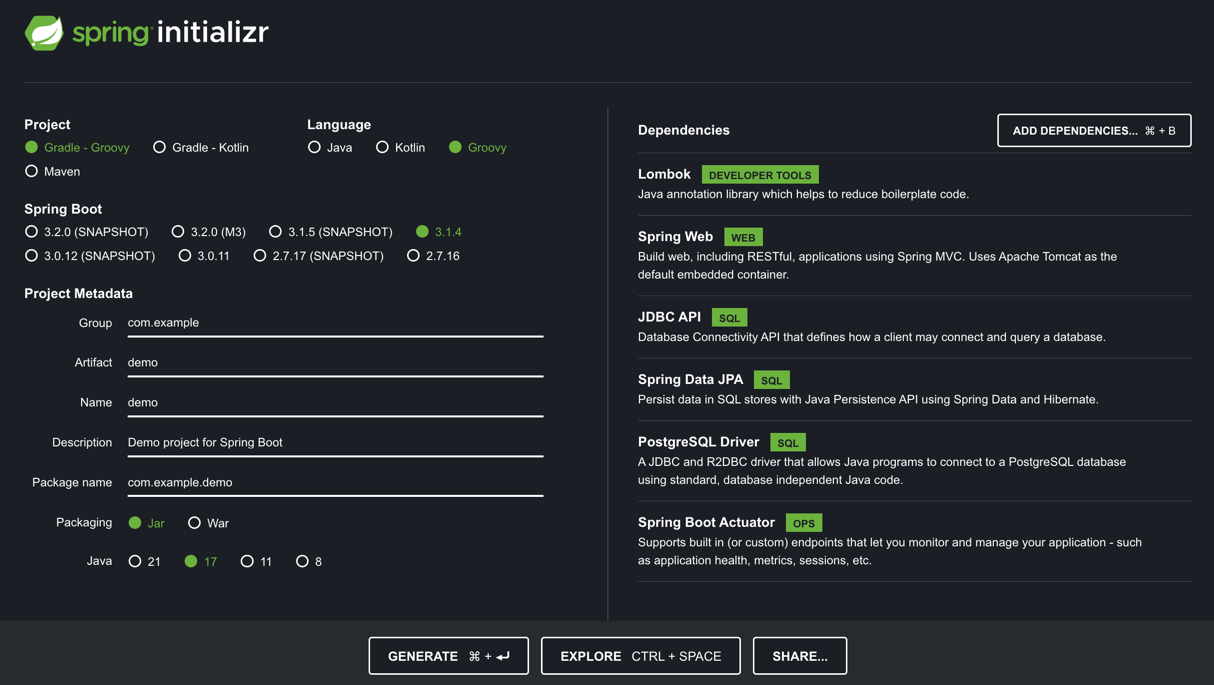 spring initializr
Project
Gradle - Groovy
Gradle - Kotlin
Maven
Language
Java
Kotlin
Groovy
Spring Boot
3.2.0 (SNAPSHOT)
3.2.0 (M3)
3.1.5 (SNAPSHOT)
3.1.4
3.0.12 (SNAPSHOT)
3.0.11
2.7.17 (SNAPSHOT)
2.7.16
Project Metadata
Group com.example
Artifact demo
Name demo
Description Demo project for Spring Boot
Package name com.example.demo
Packaging Jar War
Java 21 17 11 8
Dependencies
ADD DEPENDENCIES... ⌘ + B
Lombok DEVELOPER TOOLS
Java annotation library which helps to reduce boilerplate code.
Spring Web WEB
Build web, including RESTful, applications using Spring MVC. Uses Apache Tomcat as the
default embedded container.
JDBC API SQL
Database Connectivity API that defines how a client may connect and query a database.
Spring Data JPA SQL
Persist data in SQL stores with Java Persistence API using Spring Data and Hibernate.
PostgreSQL Driver SQL
A JDBC and R2DBC driver that allows Java programs to connect to a PostgreSQL database
using standard, database independent Java code.
Spring Boot Actuator OPS
Supports built in (or custom) endpoints that let you monitor and manage your application - such
as application health, metrics, sessions, etc.
GENERATE ⌘ + ⏎
EXPLORE CTRL + SPACE
SHARE...